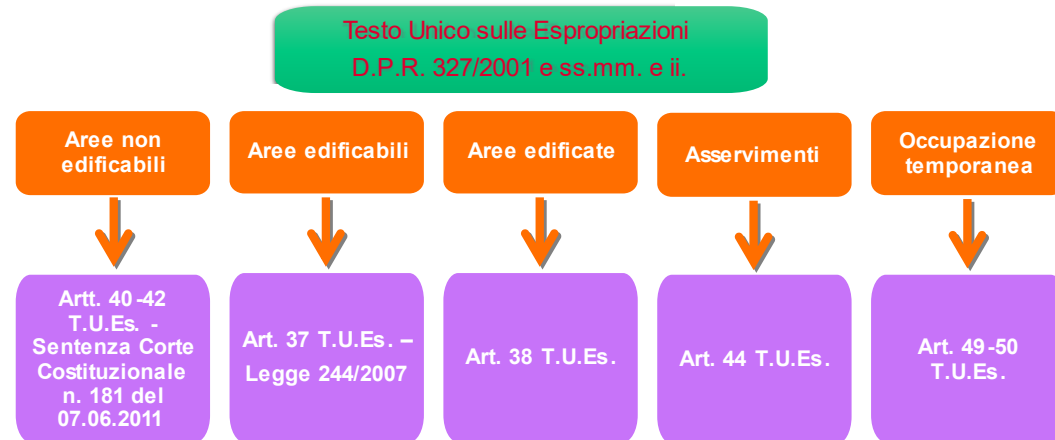 Testo Unico sulle Espropriazioni
D.P.R. 327/2001 e ss.mm. e ii.
Aree non
edificabili
Aree edificabili
Aree edificate
Asservimenti
Occupazione
temporanea
Artt. 40-42
T.U.Es. -
Sentenza Corte
Costituzionale
n. 181 del
07.06.2011
Art. 37 T.U.Es. –
Legge 244/2007
Art. 38 T.U.Es.
Art. 44 T.U.Es.
Art. 49-50
T.U.Es.